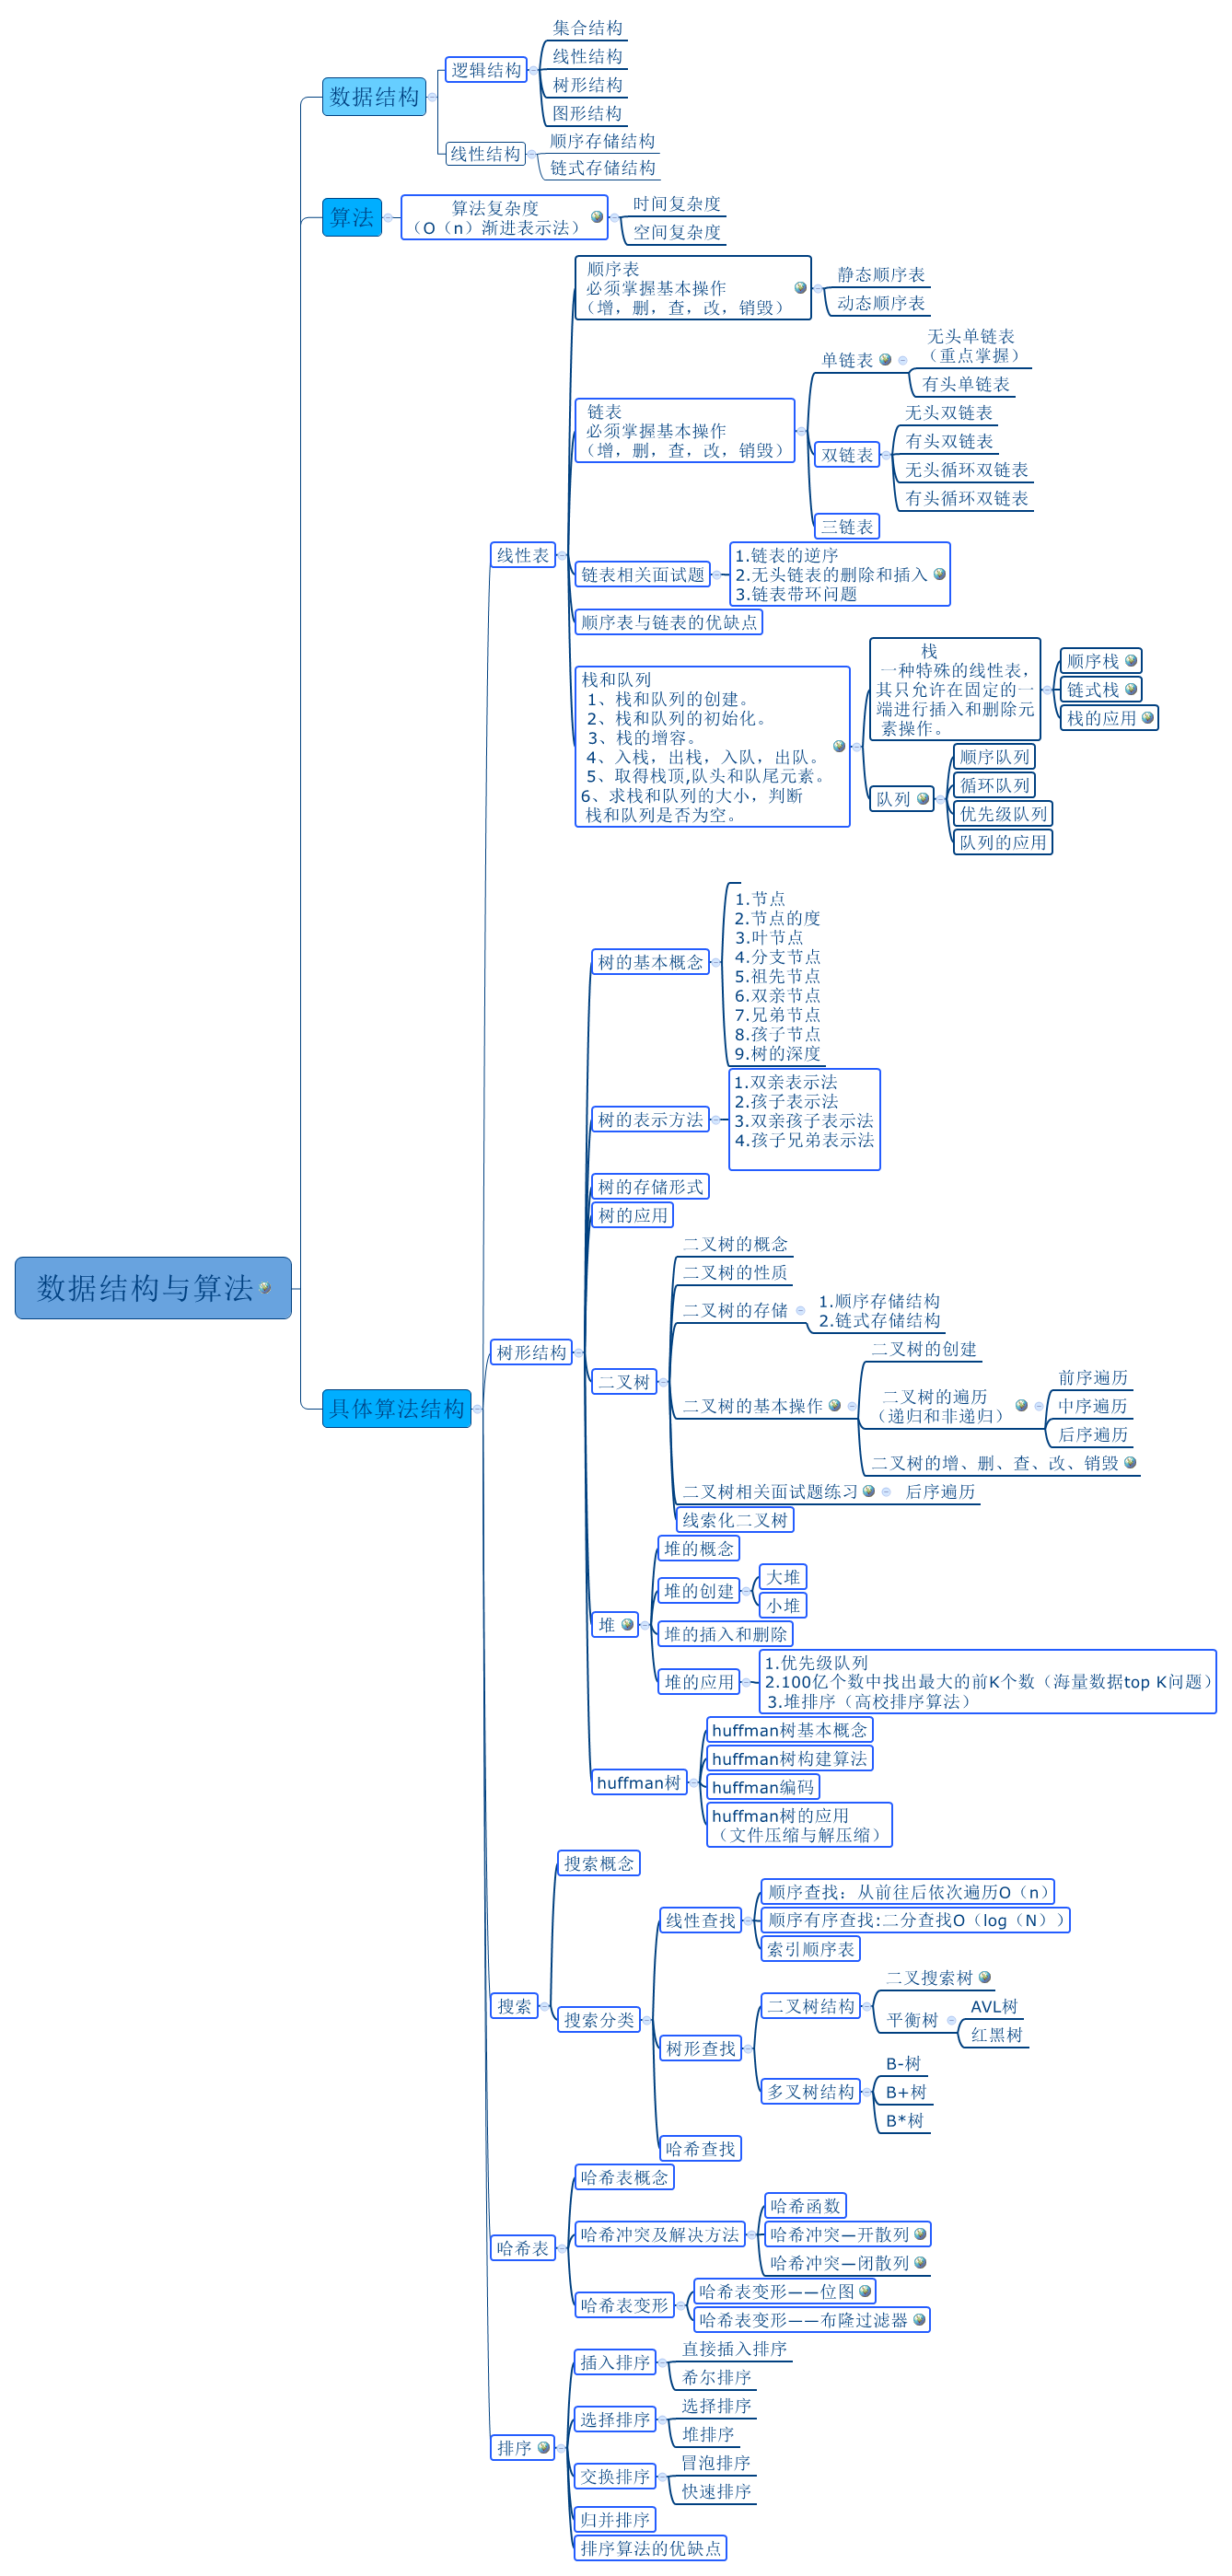 集合结构
线性结构
树形结构
图形结构
逻辑结构
数据结构
顺序存储结构
链式存储结构
线性结构
算法
算法复杂度
（O（n）渐进表示法）
时间复杂度
空间复杂度
顺序表
必须掌握基本操作
（增，删，查，改，销毁）
静态顺序表
动态顺序表
链表
必须掌握基本操作
（增，删，查，改，销毁）
单链表
无头单链表
（重点掌握）
有头单链表
双链表
无头双链表
有头双链表
无头循环双链表
有头循环双链表
三链表
线性表
链表相关面试题
1.链表的逆序
2.无头链表的删除和插入
3.链表带环问题
顺序表与链表的优缺点
栈和队列
1、栈和队列的创建。
2、栈和队列的初始化。
3、栈的增容。
4、入栈，出栈，入队，出队。
5、取得栈顶,队头和队尾元素。
6、求栈和队列的大小，判断
栈和队列是否为空。
栈
一种特殊的线性表，
其只允许在固定的一
端进行插入和删除元
素操作。
顺序栈
链式栈
栈的应用
队列
顺序队列
循环队列
优先级队列
队列的应用
树的基本概念
1.节点
2.节点的度
3.叶节点
4.分支节点
5.祖先节点
6.双亲节点
7.兄弟节点
8.孩子节点
9.树的深度
树的表示方法
1.双亲表示法
2.孩子表示法
3.双亲孩子表示法
4.孩子兄弟表示法
树的存储形式
树的应用
数据结构与算法
具体算法结构
树形结构
二叉树
二叉树的概念
二叉树的性质
二叉树的存储
1.顺序存储结构
2.链式存储结构
二叉树的基本操作
二叉树的创建
二叉树的遍历
（递归和非递归）
前序遍历
中序遍历
后序遍历
二叉树的增、删、查、改、销毁
二叉树相关面试题练习
后序遍历
线索化二叉树
堆
堆的概念
堆的创建
大堆
小堆
堆的插入和删除
堆的应用
1.优先级队列
2.100亿个数中找出最大的前K个数（海量数据top K问题）
3.堆排序（高校排序算法）
huffman树
huffman树基本概念
huffman树构建算法
huffman编码
huffman树的应用
（文件压缩与解压缩）
搜索
搜索概念
搜索分类
线性查找
顺序查找：从前往后依次遍历O（n）
顺序有序查找:二分查找O（log（N））
索引顺序表
树形查找
二叉树结构
二叉搜索树
平衡树
AVL树
红黑树
多叉树结构
B-树
B+树
B*树
哈希查找
哈希表
哈希表概念
哈希冲突及解决方法
哈希函数
哈希冲突—开散列
哈希冲突—闭散列
哈希表变形
哈希表变形——位图
哈希表变形——布隆过滤器
排序
插入排序
直接插入排序
希尔排序
选择排序
选择排序
堆排序
交换排序
冒泡排序
快速排序
归并排序
排序算法的优缺点